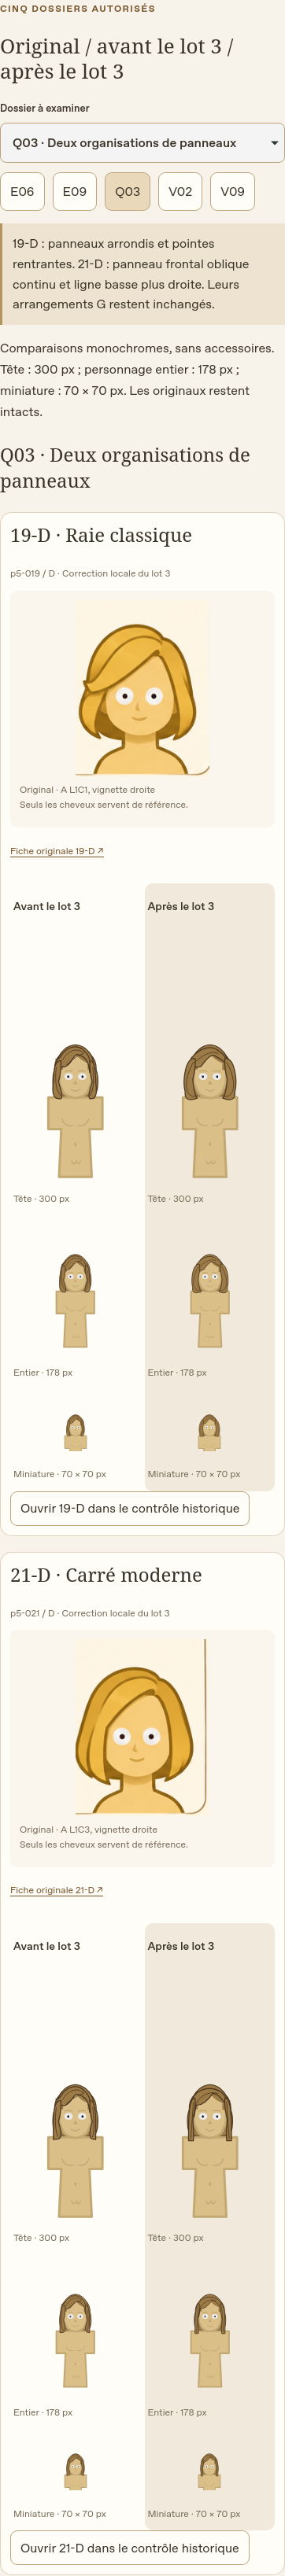 CINQ DOSSIERS AUTORISÉS
Original / avant le lot 3 /
après le lot 3
Dossier à examiner
Q03 · Deux organisations de panneaux
E06
E09
Q03
V02
V09
19-D : panneaux arrondis et pointes
rentrantes. 21-D : panneau frontal oblique
continu et ligne basse plus droite. Leurs
arrangements G restent inchangés.
Comparaisons monochromes, sans accessoires.
Tête : 300 px ; personnage entier : 178 px ;
miniature : 70 × 70 px. Les originaux restent
intacts.
Q03 · Deux organisations de
panneaux
19-D · Raie classique
p5-019 / D · Correction locale du lot 3
Original · A L1C1, vignette droite
Seuls les cheveux servent de référence.
Fiche originale 19-D ↗
Avant le lot 3
Après le lot 3
Tête · 300 px
Tête · 300 px
Entier · 178 px
Entier · 178 px
Miniature · 70 × 70 px
Miniature · 70 × 70 px
Ouvrir 19-D dans le contrôle historique
21-D · Carré moderne
p5-021 / D · Correction locale du lot 3
Original · A L1C3, vignette droite
Seuls les cheveux servent de référence.
Fiche originale 21-D ↗
Avant le lot 3
Après le lot 3
Tête · 300 px
Tête · 300 px
Entier · 178 px
Entier · 178 px
Miniature · 70 × 70 px
Miniature · 70 × 70 px
Ouvrir 21-D dans le contrôle historique